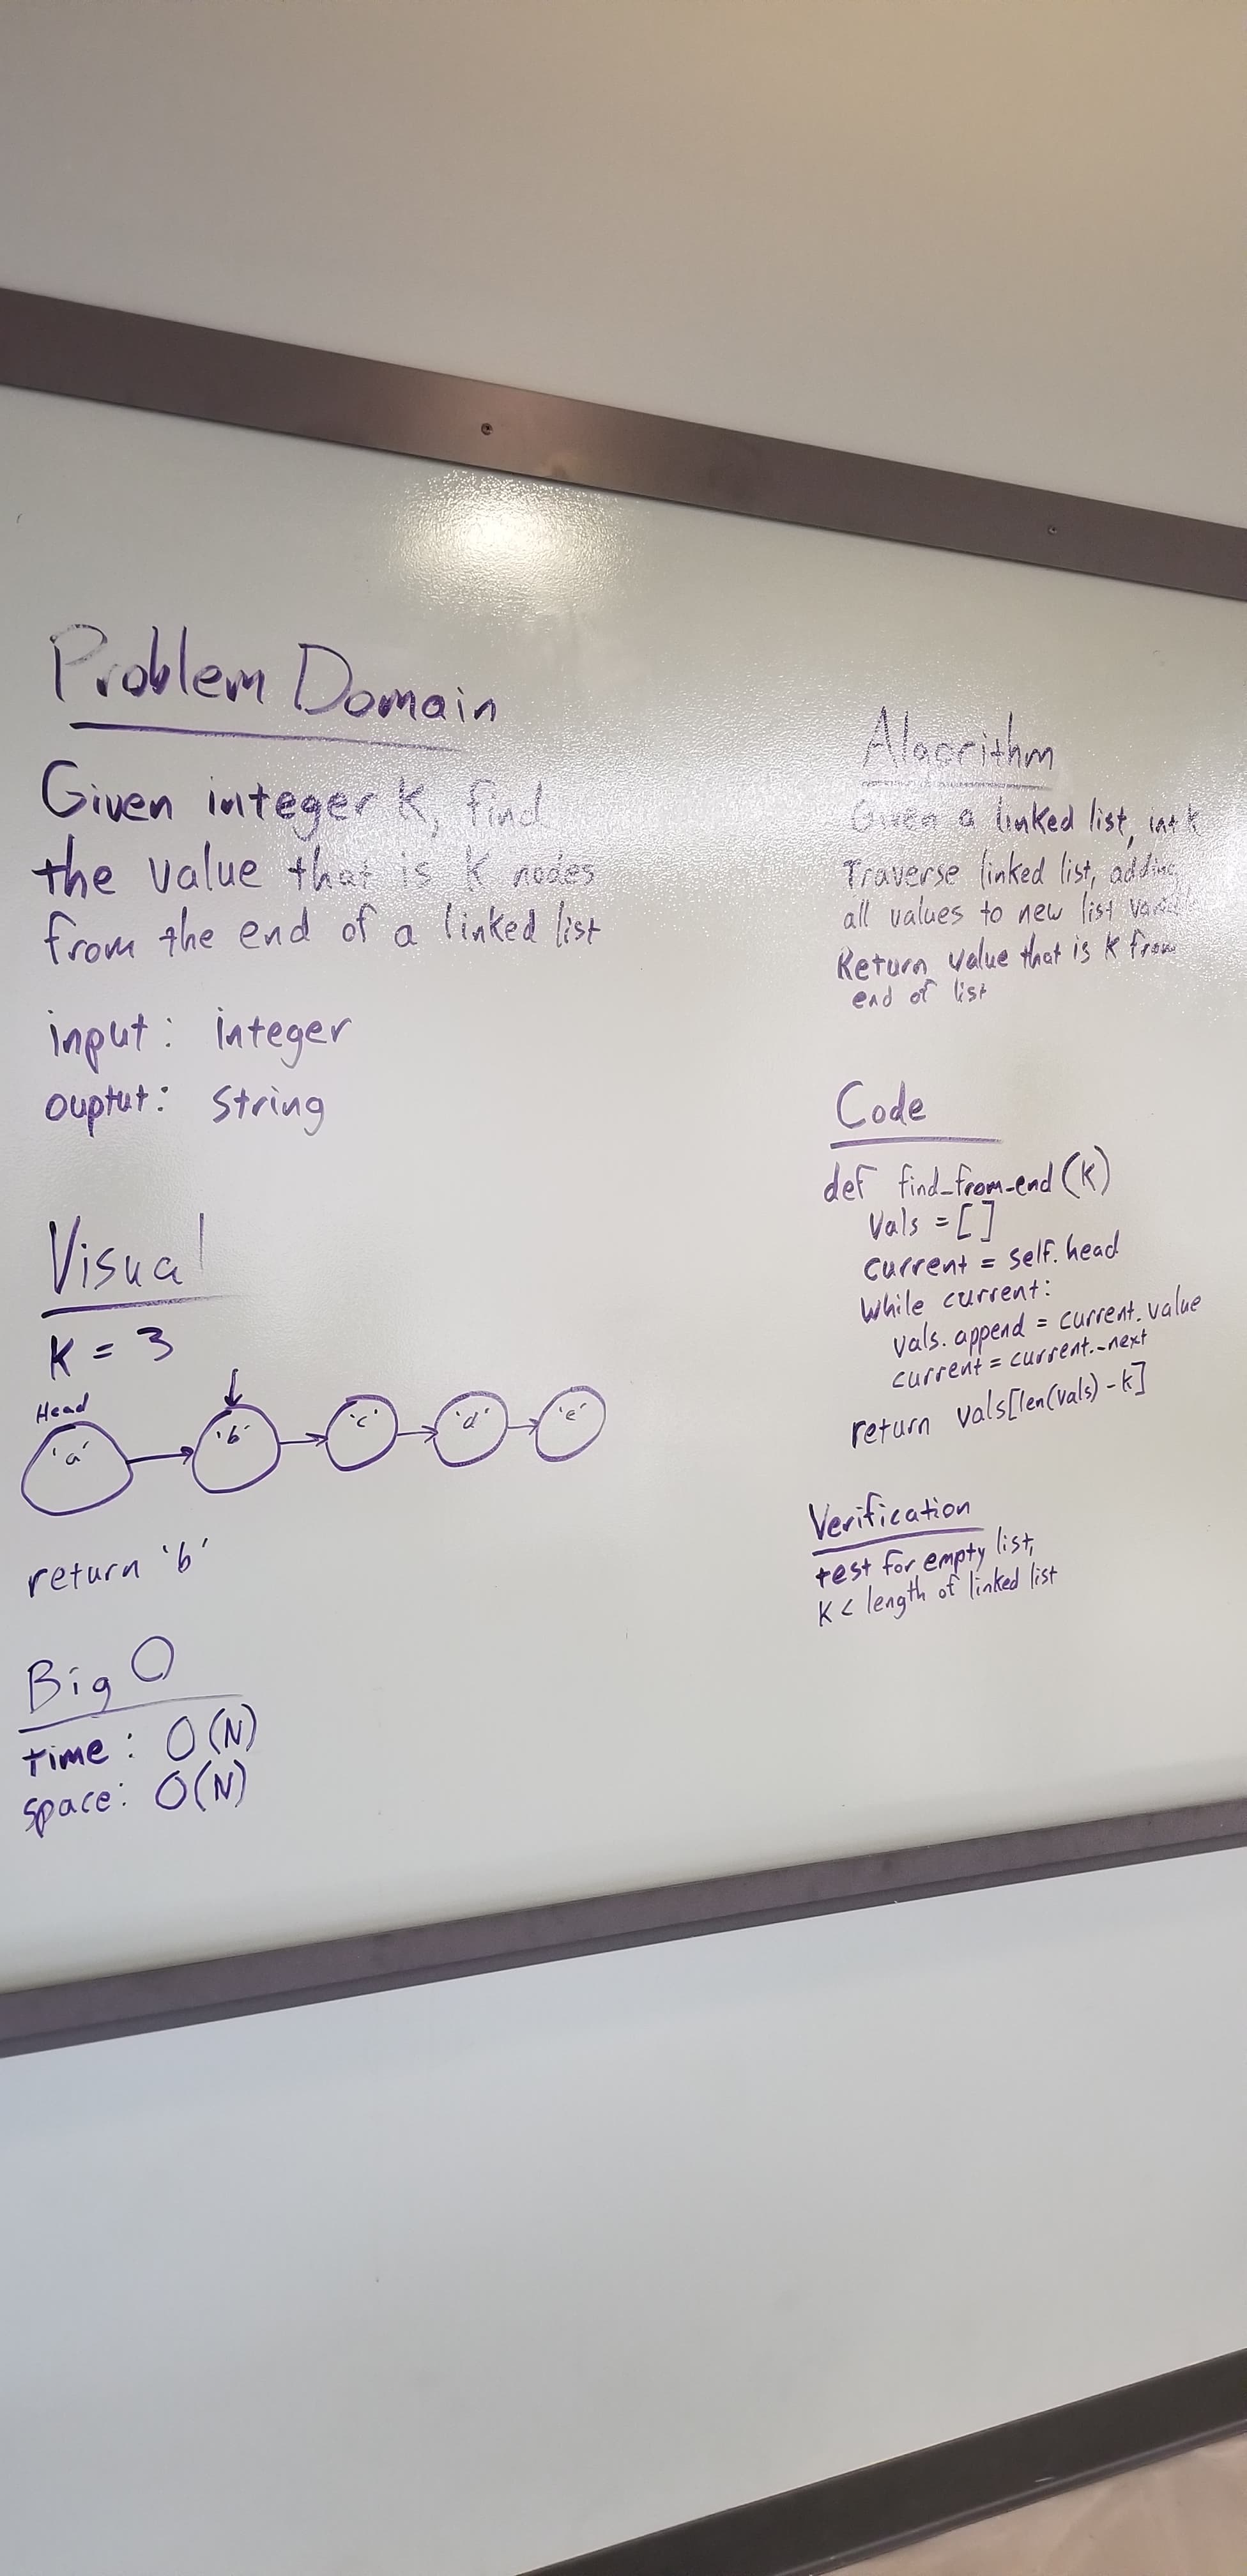 Problem Domain
Given integer K, find
the value that is K nodes
from the end of a linked list
input: integer
ouptut: string
Visual
K = 3
Head
'a' 'b' 'c' 'd' 'e'
return 'b'
Big O
time: O(N)
space: O(N)
Algorithm
Given a linked list, int k
Traverse linked list, adding
all values to new list variable
Return value that is K from
end of list
Code
def find_from_end(K)
vals = []
current = self.head
while current:
vals.append = current.value
current = current._next
return vals[len(vals) - k]
Verification
test for empty list,
K < length of linked list